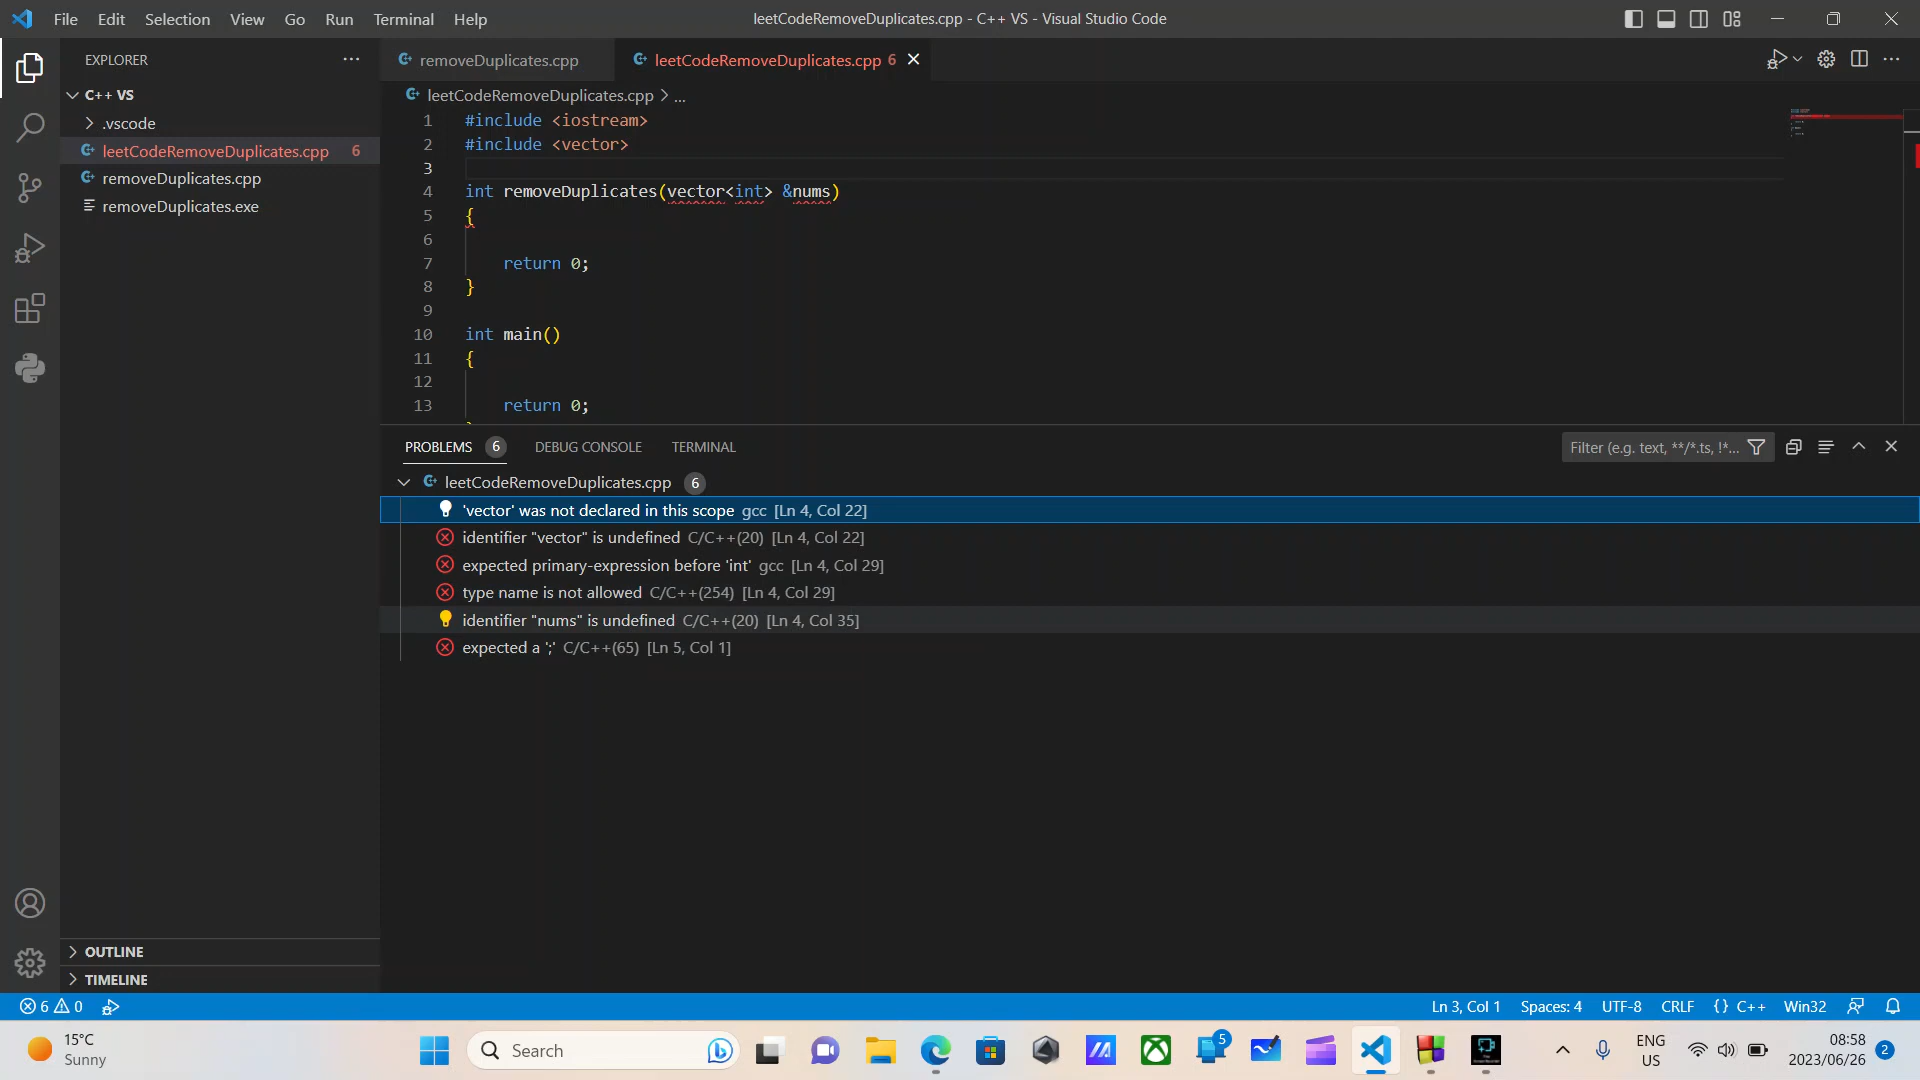 File Edit Selection View Go Run Terminal Help
leetCodeRemoveDuplicates.cpp - C++ VS - Visual Studio Code
EXPLORER
C++ VS
.vscode
leetCodeRemoveDuplicates.cpp 6
removeDuplicates.cpp
removeDuplicates.exe
OUTLINE
TIMELINE
removeDuplicates.cpp
leetCodeRemoveDuplicates.cpp 6
leetCodeRemoveDuplicates.cpp > ...
1 #include <iostream>
2 #include <vector>
3
4 int removeDuplicates(vector<int> &nums)
5 {
6
7 return 0;
8 }
9
10 int main()
11 {
12
13 return 0;
PROBLEMS 6 DEBUG CONSOLE TERMINAL
Filter (e.g. text, **/*.ts, !*...
leetCodeRemoveDuplicates.cpp 6
'vector' was not declared in this scope gcc [Ln 4, Col 22]
identifier "vector" is undefined C/C++(20) [Ln 4, Col 22]
expected primary-expression before 'int' gcc [Ln 4, Col 29]
type name is not allowed C/C++(254) [Ln 4, Col 29]
identifier "nums" is undefined C/C++(20) [Ln 4, Col 35]
expected a ';' C/C++(65) [Ln 5, Col 1]
6 0
Ln 3, Col 1 Spaces: 4 UTF-8 CRLF {} C++ Win32
15°C
Sunny
Search
5
ENG
US
08:58
2023/06/26
2